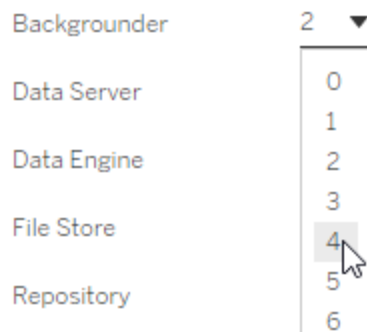 Backgrounder 2
0
Data Server
1
Data Engine 2
3
File Store
4
5
Repository
6